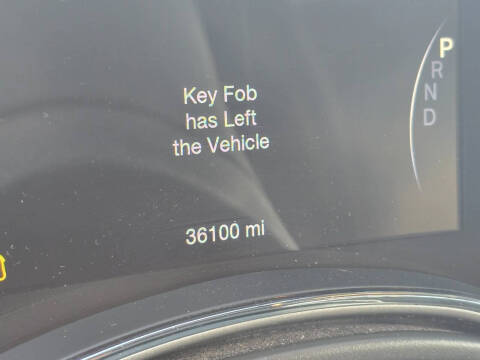 Key Fob
has Left
the Vehicle
36100 mi
P
R
N
D